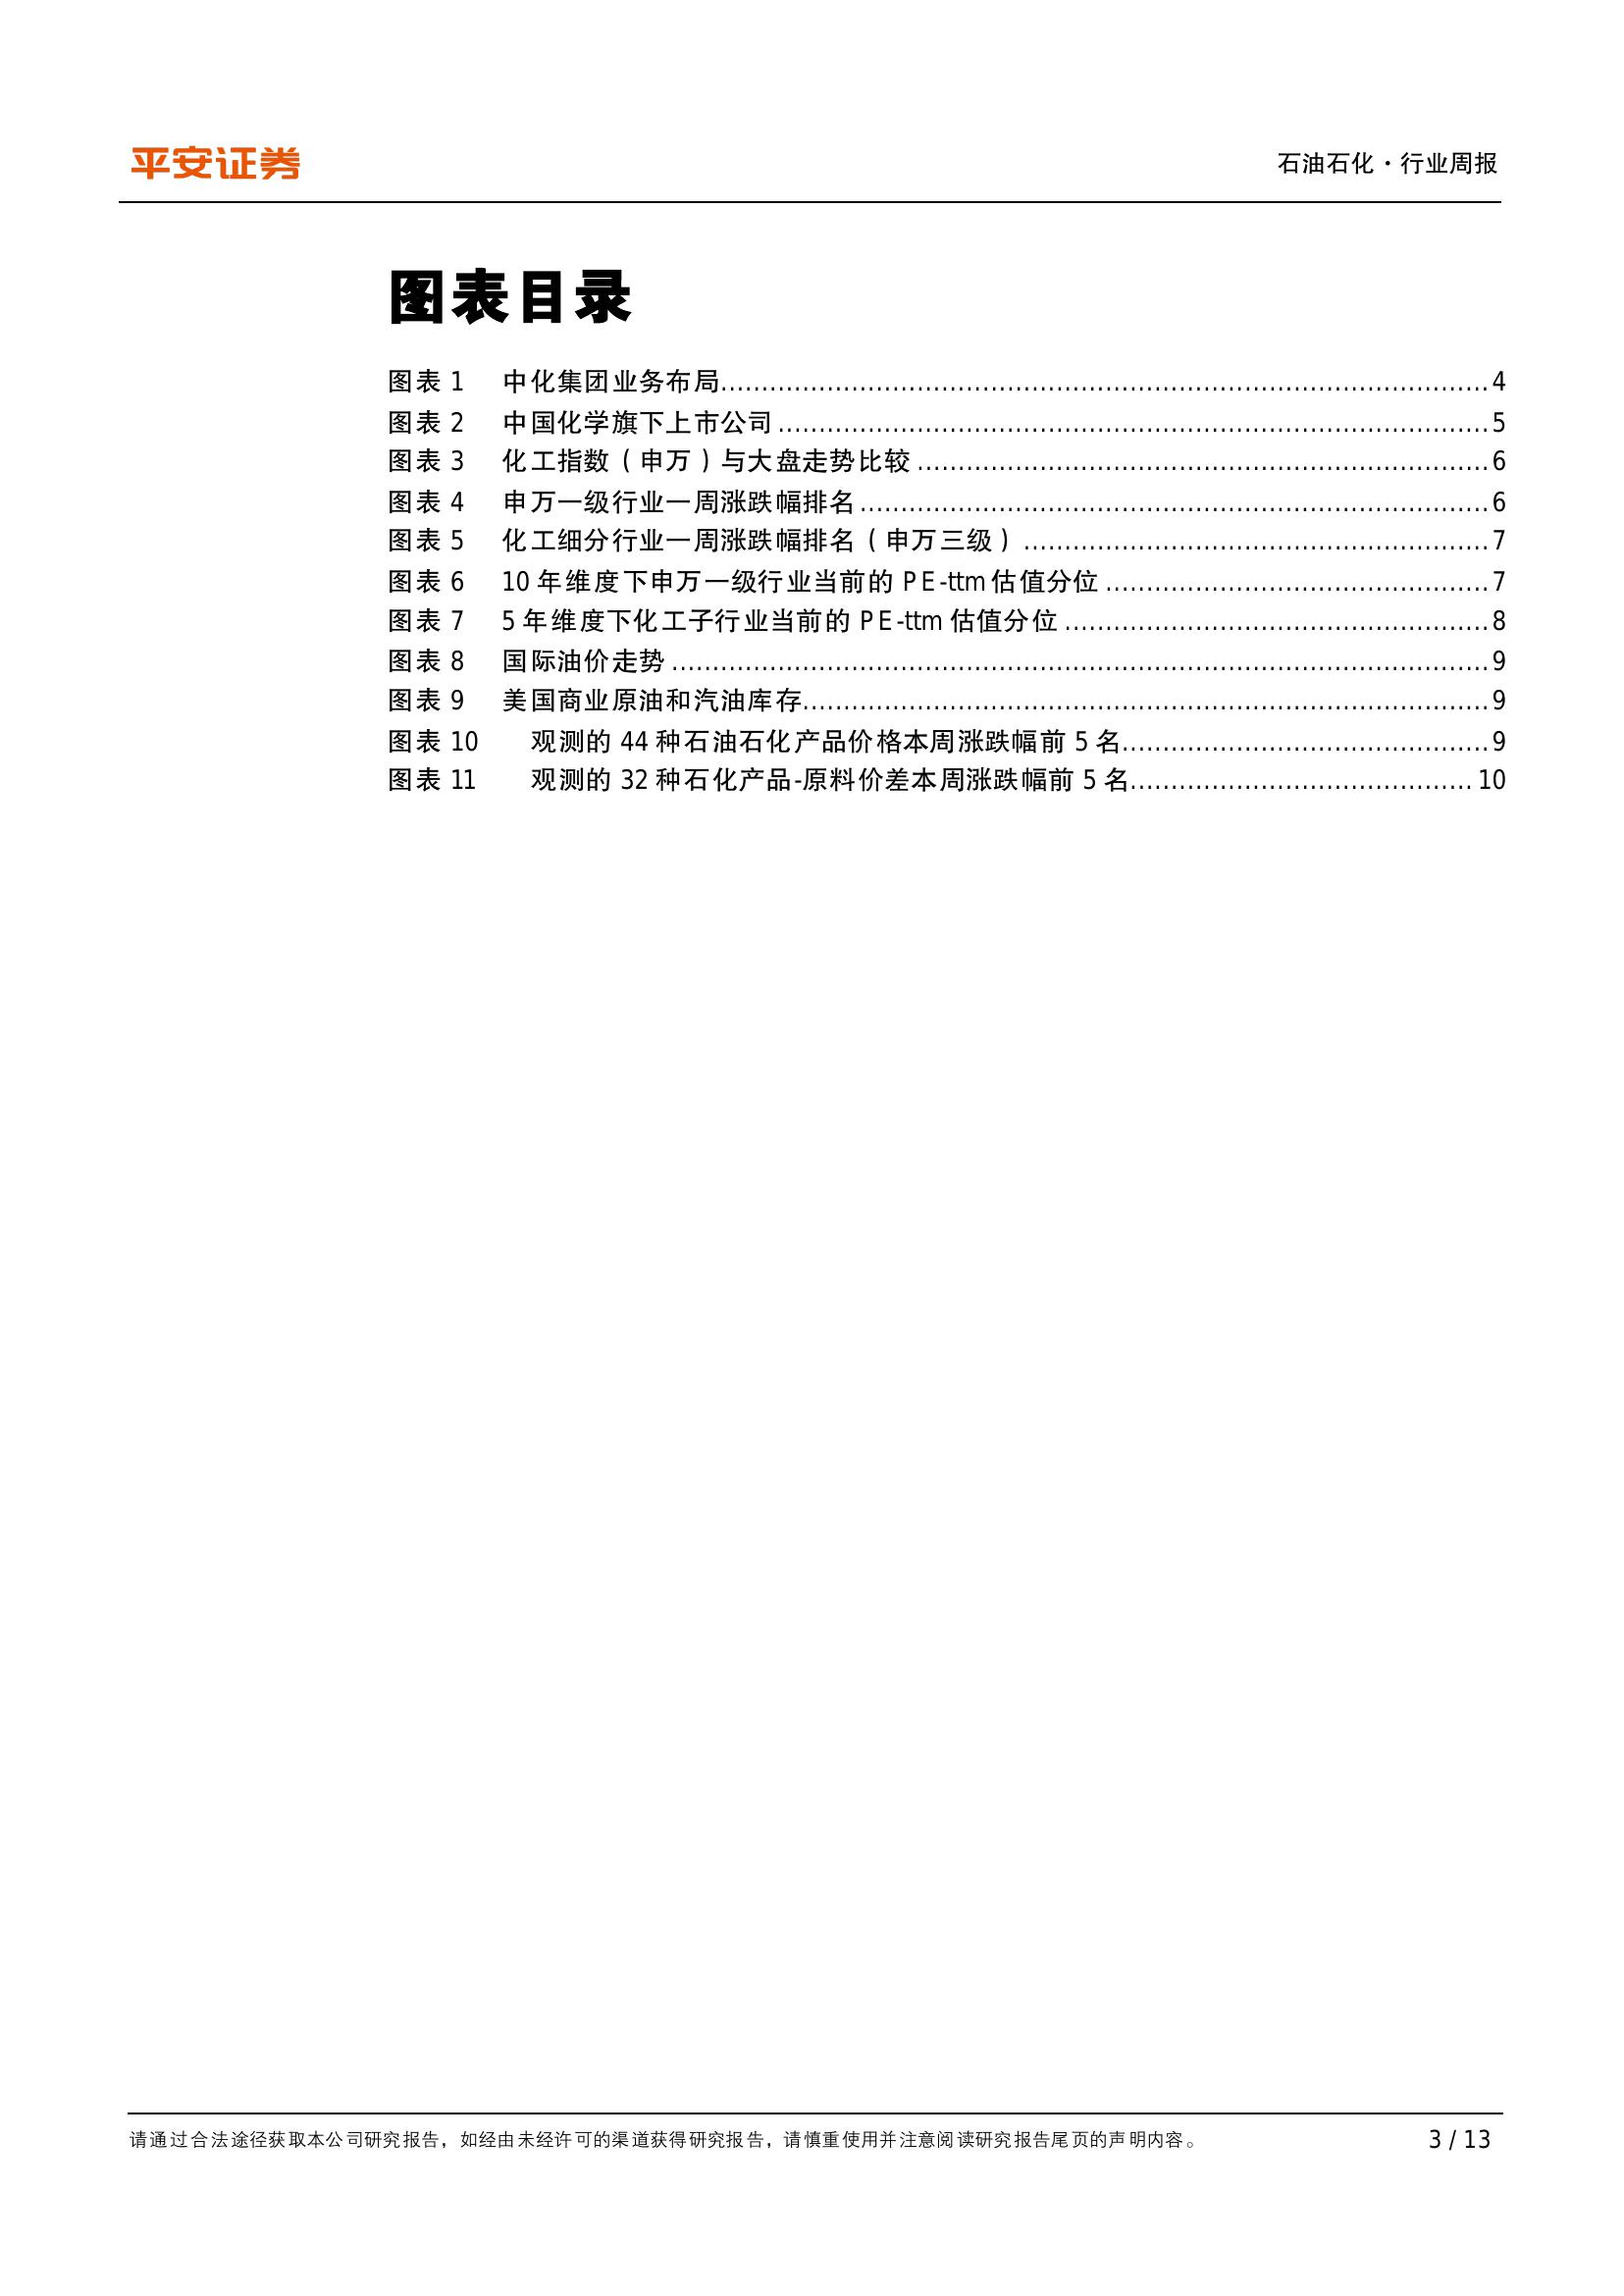 平安证券
石油石化·行业周报
图表目录
图表 1 中化集团业务布局........................................4
图表 2 中国化学旗下上市公司........................................5
图表 3 化工指数（申万）与大盘走势比较........................................6
图表 4 申万一级行业一周涨跌幅排名........................................6
图表 5 化工细分行业一周涨跌幅排名（申万三级）........................................7
图表 6 10 年维度下申万一级行业当前的 PE-ttm 估值分位........................................7
图表 7 5 年维度下化工子行业当前的 PE-ttm 估值分位........................................8
图表 8 国际油价走势........................................9
图表 9 美国商业原油和汽油库存........................................9
图表 10 观测的 44 种石油石化产品价格本周涨跌幅前 5 名........................................9
图表 11 观测的 32 种石化产品-原料价差本周涨跌幅前 5 名........................................10
请通过合法途径获取本公司研究报告，如经由未经许可的渠道获得研究报告，请慎重使用并注意阅读研究报告尾页的声明内容。 3 / 13